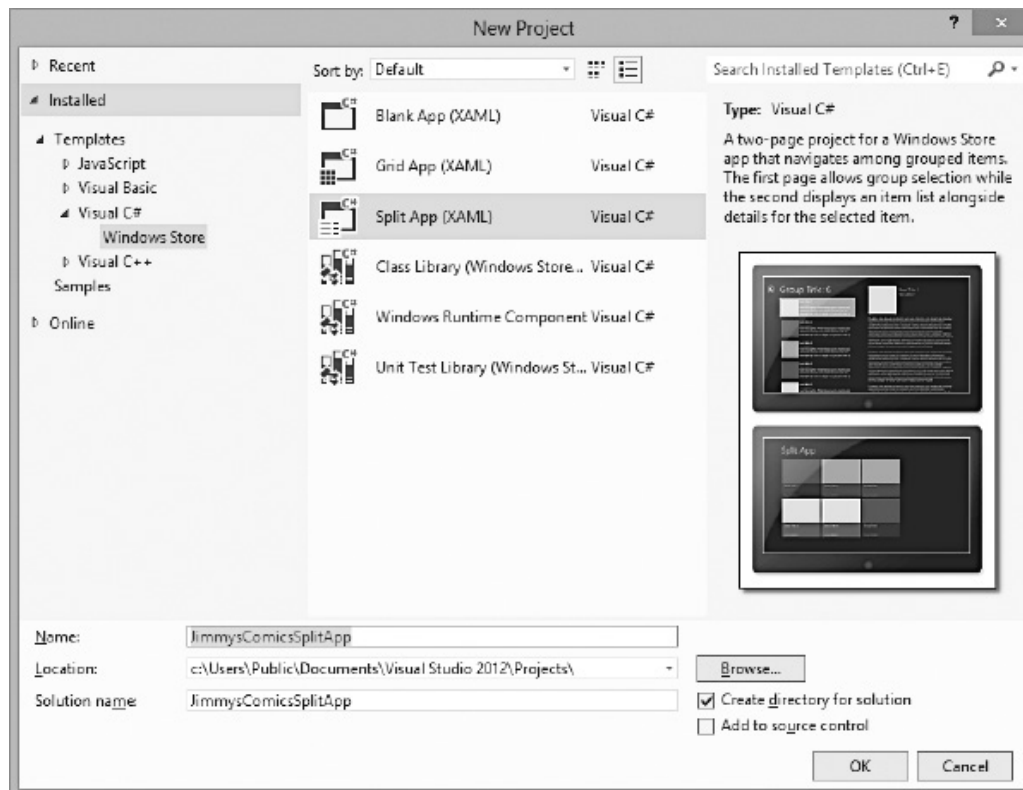 New Project
?
×
Recent
Installed
Templates
JavaScript
Visual Basic
Visual C#
Windows Store
Visual C++
Samples
Online
Sort by: Default
C# Blank App (XAML) Visual C#
C# Grid App (XAML) Visual C#
C# Split App (XAML) Visual C#
C# Class Library (Windows Store... Visual C#
C# Windows Runtime Component Visual C#
C# Unit Test Library (Windows St... Visual C#
Search Installed Templates (Ctrl+E)
Type: Visual C#
A two-page project for a Windows Store
app that navigates among grouped items.
The first page allows group selection while
the second displays an item list alongside
details for the selected item.
Group Title: 6
Split App
Name: JimmysComicsSplitApp
Location: c:\Users\Public\Documents\Visual Studio 2012\Projects\ Browse...
Solution name: JimmysComicsSplitApp
Create directory for solution
Add to source control
OK Cancel